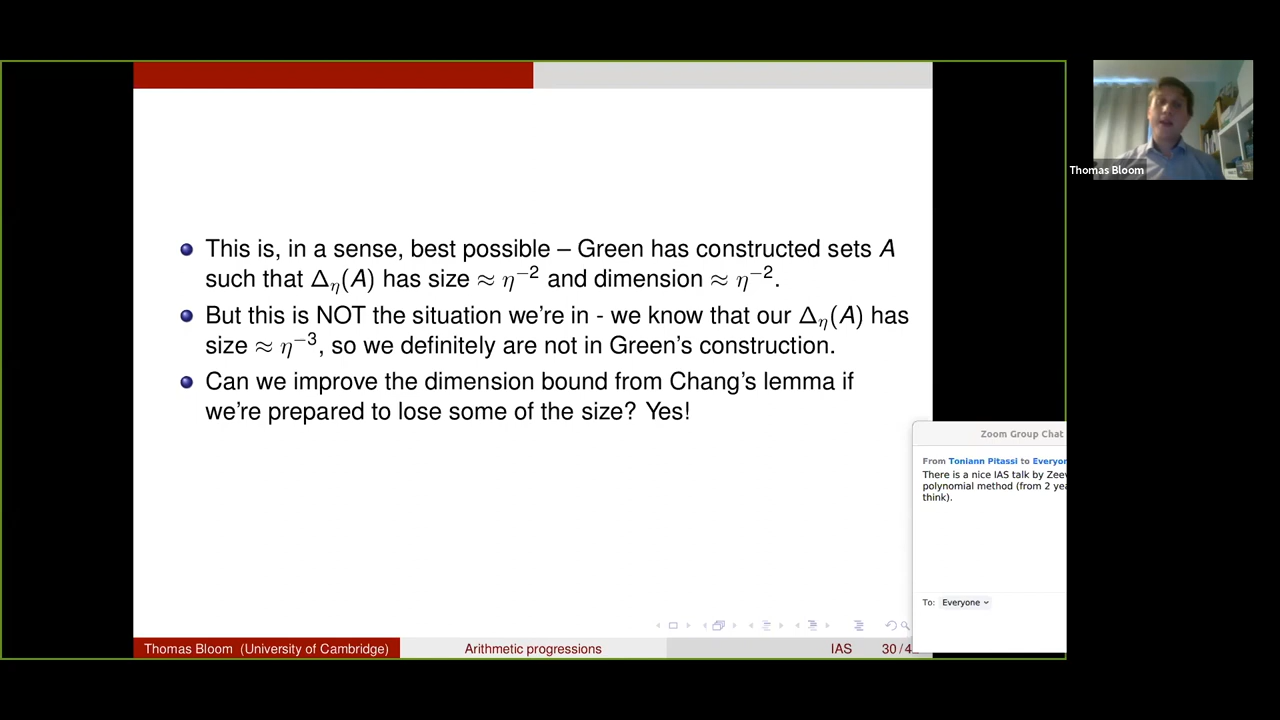 This is, in a sense, best possible – Green has constructed sets A
such that Δη(A) has size ≈ η⁻² and dimension ≈ η⁻².
But this is NOT the situation we're in - we know that our Δη(A) has
size ≈ η⁻³, so we definitely are not in Green's construction.
Can we improve the dimension bound from Chang's lemma if
we're prepared to lose some of the size? Yes!
Thomas Bloom (University of Cambridge)
Arithmetic progressions
IAS
30/4
Thomas Bloom
Zoom Group Chat
From Toniann Pitassi to
There is a nice IAS talk by
polynomial method (from 2
think).
To: Everyone